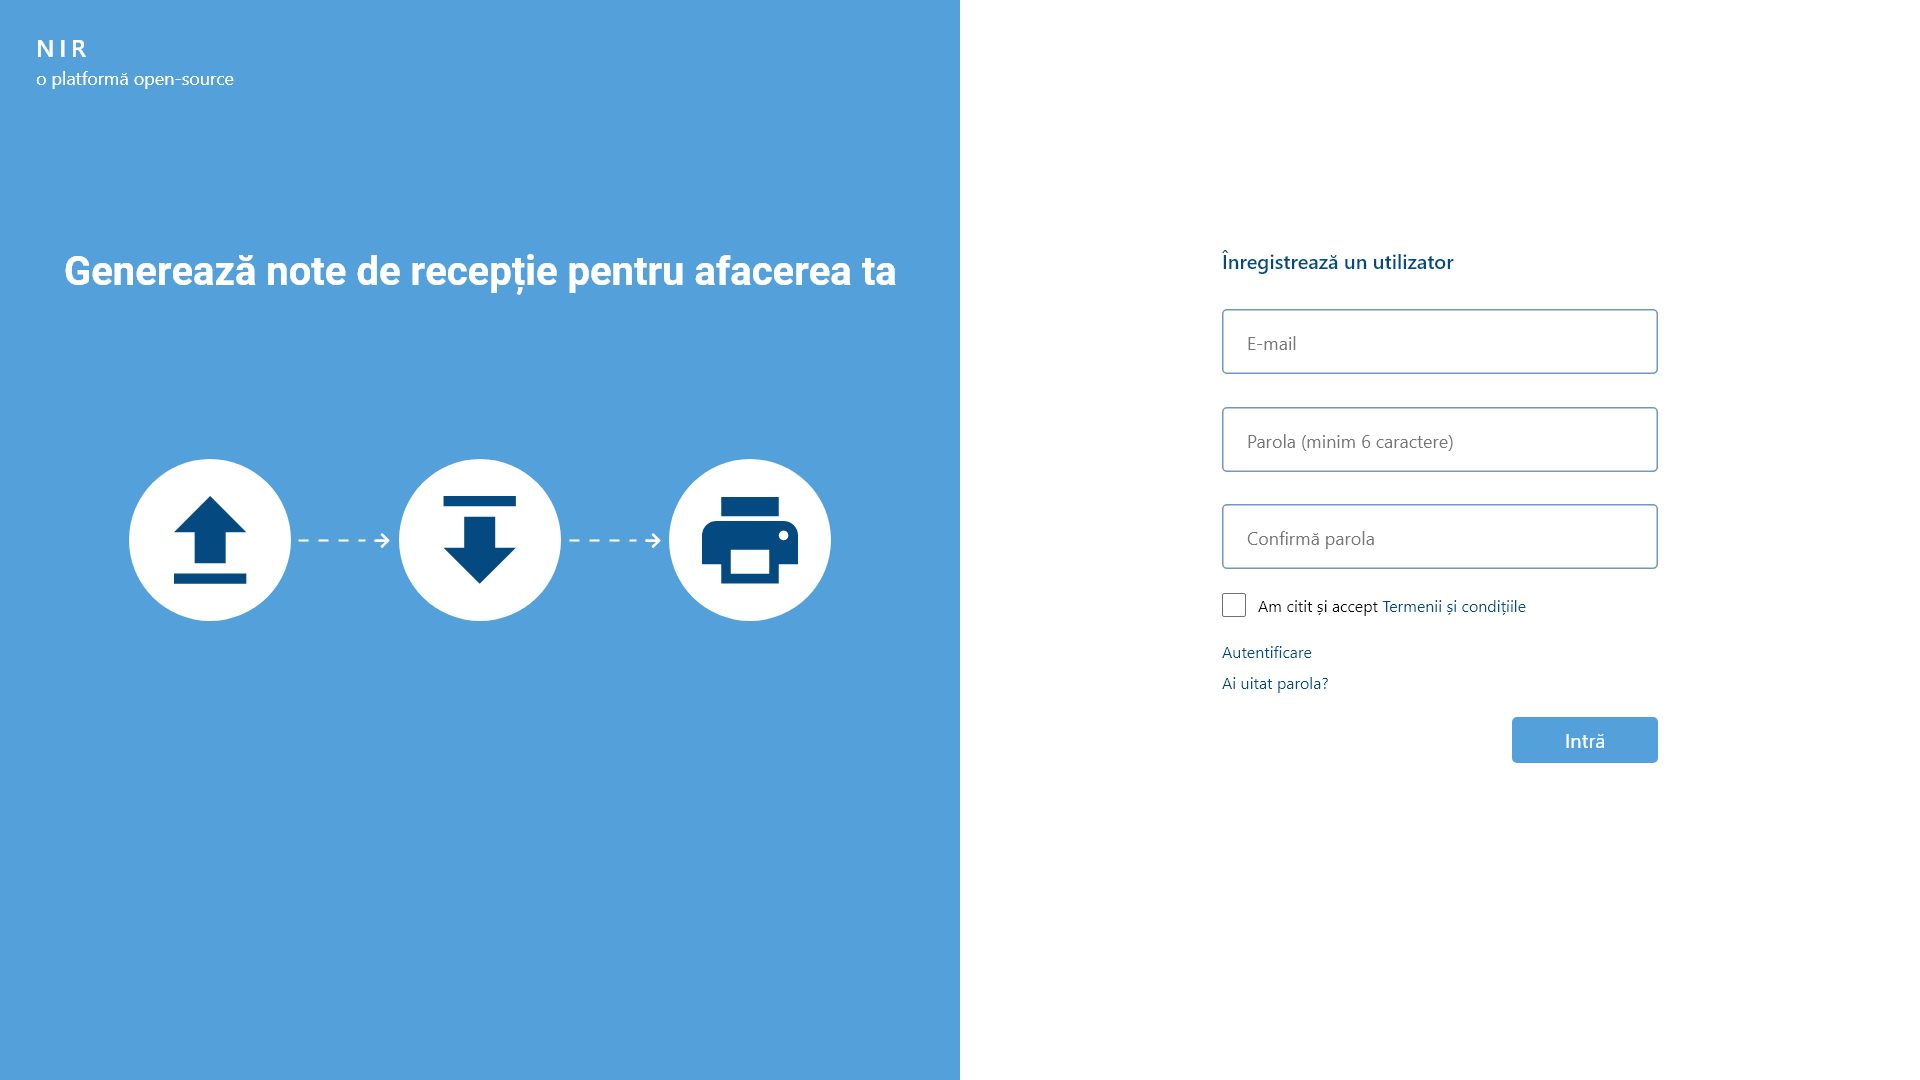 NIR
o platformă open-source
Generează note de recepție pentru afacerea ta
Înregistrează un utilizator
E-mail
Parola (minim 6 caractere)
Confirmă parola
Am citit și accept Termenii și condițiile
Autentificare
Ai uitat parola?
Intră